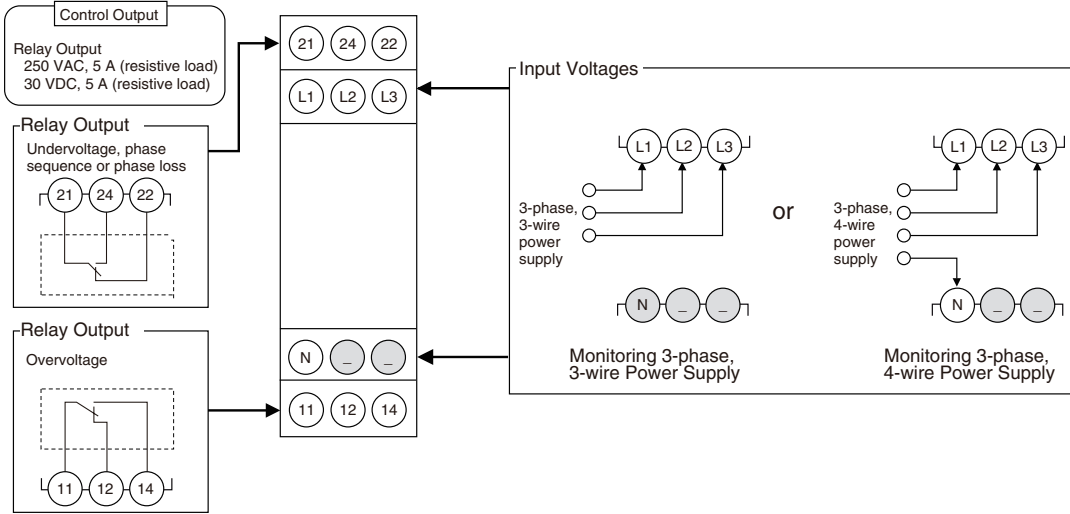 Control Output
Relay Output
250 VAC, 5 A (resistive load)
30 VDC, 5 A (resistive load)
Relay Output
Undervoltage, phase
sequence or phase loss
21 24 22
Relay Output
Overvoltage
11 12 14
21 24 22
L1 L2 L3
N _ _
11 12 14
Input Voltages
L1 L2 L3
3-phase,
3-wire
power
supply
N _ _
Monitoring 3-phase,
3-wire Power Supply
or
L1 L2 L3
3-phase,
4-wire
power
supply
N _ _
Monitoring 3-phase,
4-wire Power Supply